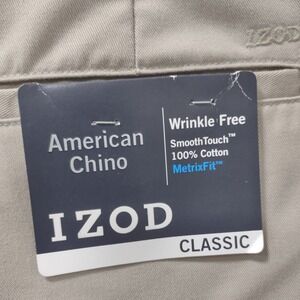 IZOD
American
Chino
Wrinkle Free
SmoothTouch™
100% Cotton
MetrixFit™
IZOD
CLASSIC